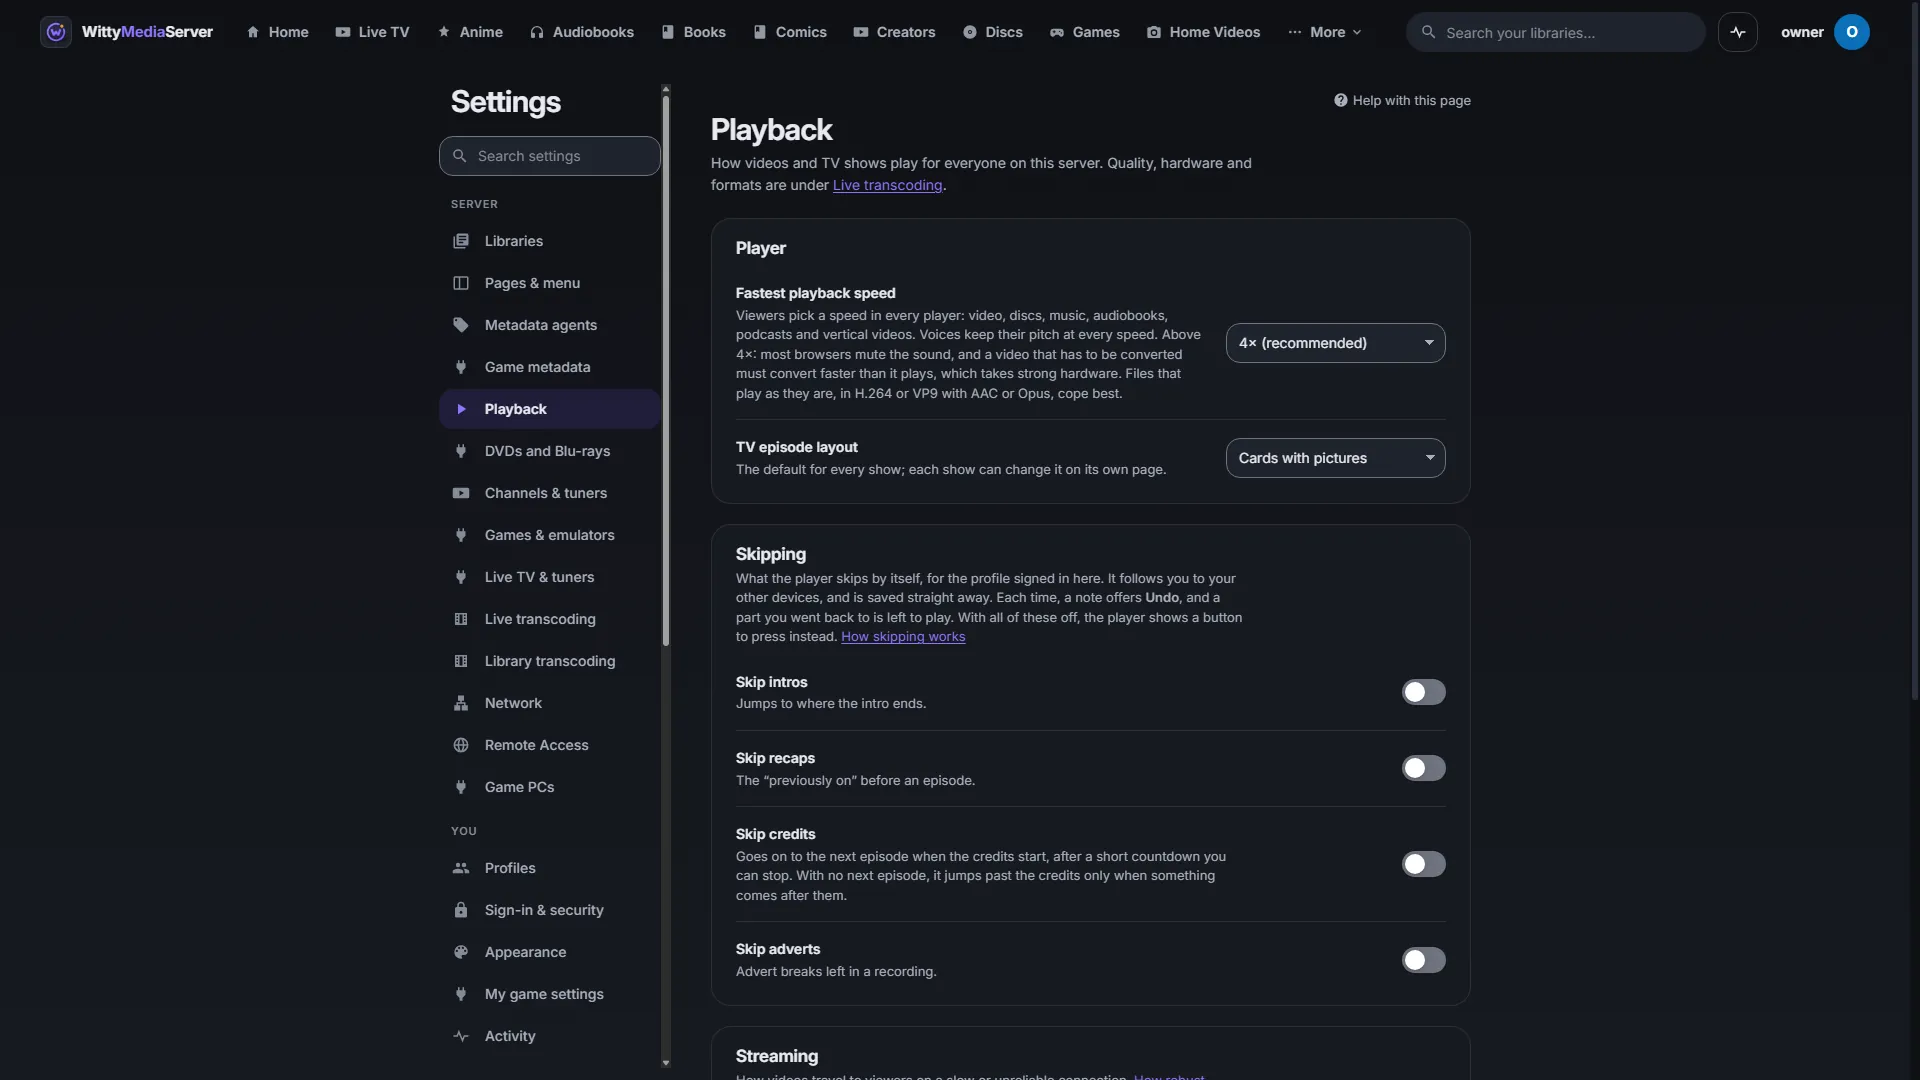 WittyMediaServer
Home
Live TV
Anime
Audiobooks
Books
Comics
Creators
Discs
Games
Home Videos
More
Search your libraries...
owner
O
Settings
Search settings
SERVER
Libraries
Pages & menu
Metadata agents
Game metadata
Playback
DVDs and Blu-rays
Channels & tuners
Games & emulators
Live TV & tuners
Live transcoding
Library transcoding
Network
Remote Access
Game PCs
YOU
Profiles
Sign-in & security
Appearance
My game settings
Activity
Help with this page
Playback
How videos and TV shows play for everyone on this server. Quality, hardware and
formats are under Live transcoding.
Player
Fastest playback speed
Viewers pick a speed in every player: video, discs, music, audiobooks,
podcasts and vertical videos. Voices keep their pitch at every speed. Above
4×: most browsers mute the sound, and a video that has to be converted
must convert faster than it plays, which takes strong hardware. Files that
play as they are, in H.264 or VP9 with AAC or Opus, cope best.
4× (recommended)
TV episode layout
The default for every show; each show can change it on its own page.
Cards with pictures
Skipping
What the player skips by itself, for the profile signed in here. It follows you to your
other devices, and is saved straight away. Each time, a note offers Undo, and a
part you went back to is left to play. With all of these off, the player shows a button
to press instead. How skipping works
Skip intros
Jumps to where the intro ends.
Skip recaps
The “previously on” before an episode.
Skip credits
Goes on to the next episode when the credits start, after a short countdown you
can stop. With no next episode, it jumps past the credits only when something
comes after them.
Skip adverts
Advert breaks left in a recording.
Streaming
How videos travel to viewers on a slow or unreliable connection. How robust